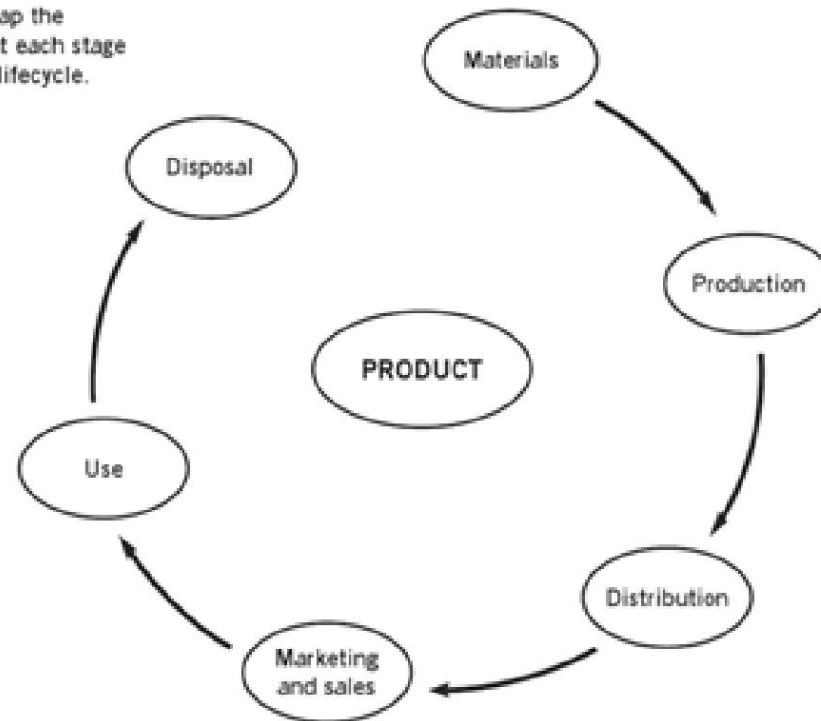 ap the
t each stage
lifecycle.
Materials
Disposal
Production
PRODUCT
Use
Distribution
Marketing
and sales